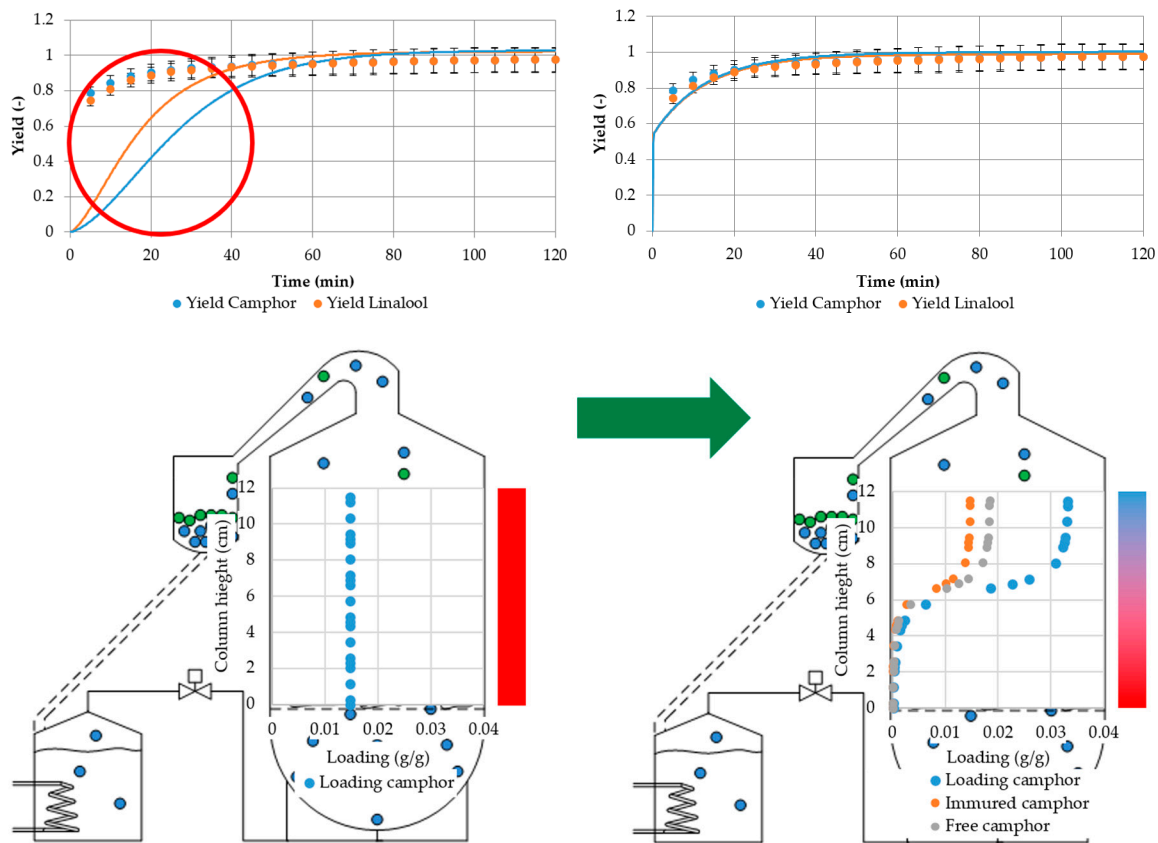 1.2
1
0.8
0.6
0.4
0.2
0
Yield (-)
0 20 40 60 80 100 120
Time (min)
Yield Camphor Yield Linalool
1.2
1
0.8
0.6
0.4
0.2
0
Yield (-)
0 20 40 60 80 100 120
Time (min)
Yield Camphor Yield Linalool
12
10
8
6
4
2
0
Column hieght (cm)
0 0.01 0.02 0.03 0.04
Loading (g/g)
Loading camphor
12
10
8
6
4
2
0
Column hieght (cm)
0 0.01 0.02 0.03 0.04
Loading (g/g)
Loading camphor
Immured camphor
Free camphor